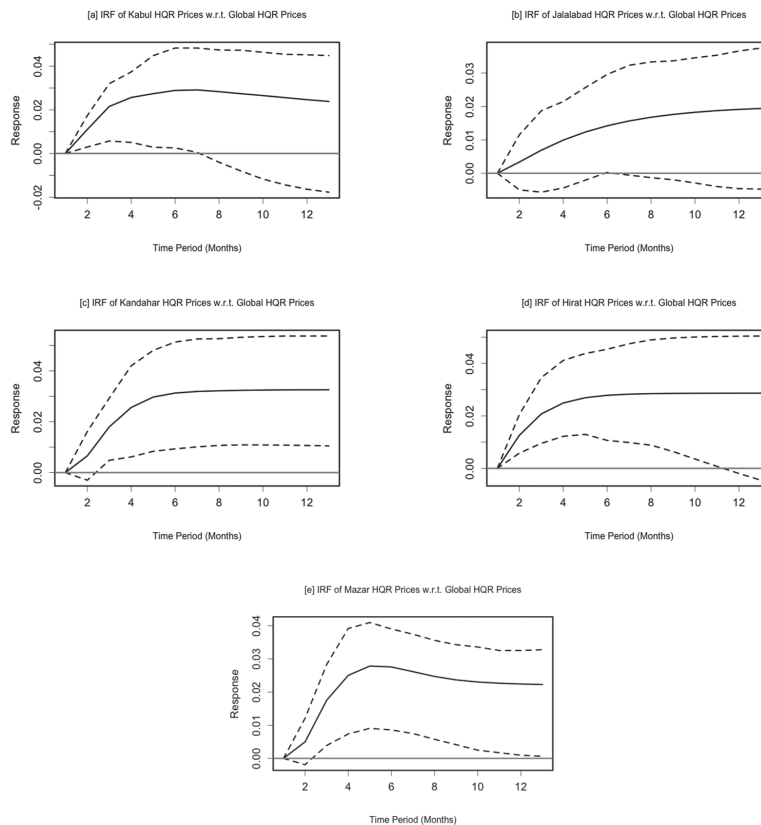 [a] IRF of Kabul HQR Prices w.r.t. Global HQR Prices
Response
-0.02 0.00 0.02 0.04
2 4 6 8 10 12
Time Period (Months)
[b] IRF of Jalalabad HQR Prices w.r.t. Global HQR Prices
Response
0.00 0.01 0.02 0.03
2 4 6 8 10 12
Time Period (Months)
[c] IRF of Kandahar HQR Prices w.r.t. Global HQR Prices
Response
0.00 0.02 0.04
2 4 6 8 10 12
Time Period (Months)
[d] IRF of Hirat HQR Prices w.r.t. Global HQR Prices
Response
0.00 0.02 0.04
2 4 6 8 10 12
Time Period (Months)
[e] IRF of Mazar HQR Prices w.r.t. Global HQR Prices
Response
0.00 0.01 0.02 0.03 0.04
2 4 6 8 10 12
Time Period (Months)